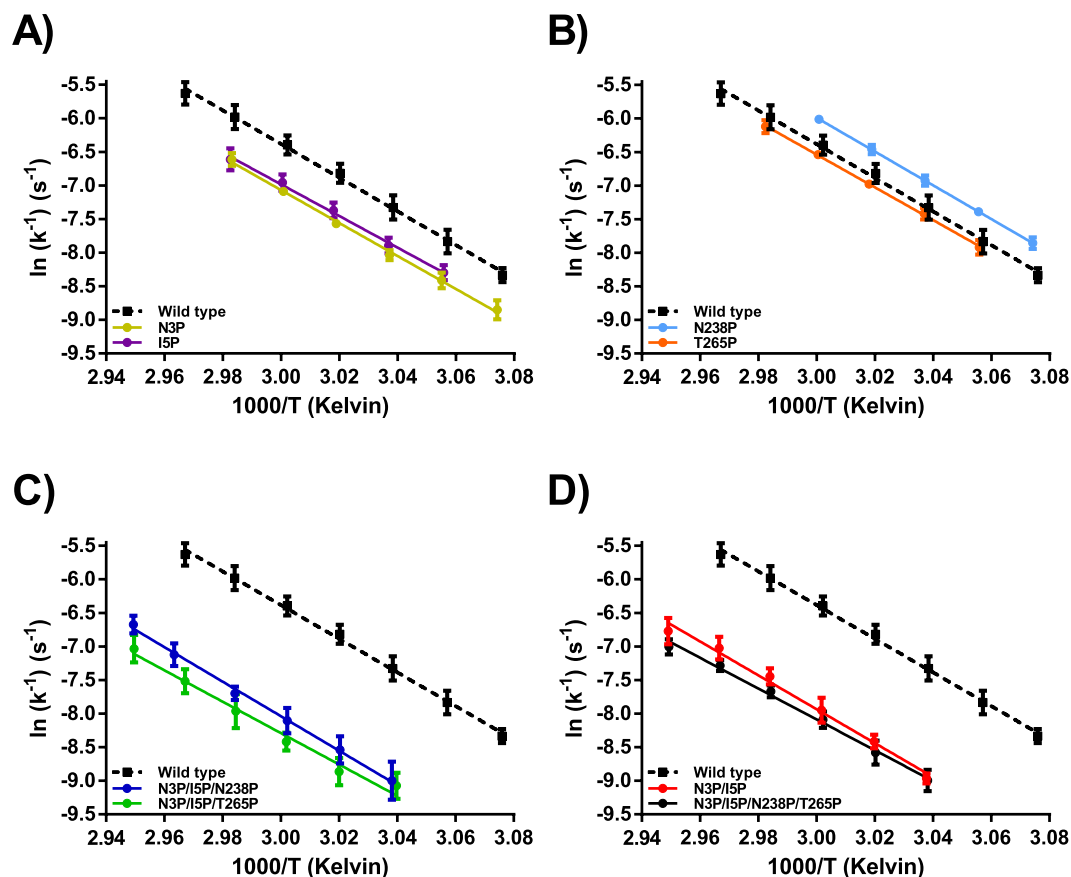 A)
-5.5
-6.0
-6.5
-7.0
-7.5
-8.0
-8.5
-9.0
-9.5
ln (k⁻¹) (s⁻¹)
Wild type
N3P
I5P
2.94 2.96 2.98 3.00 3.02 3.04 3.06 3.08
1000/T (Kelvin)
B)
-5.5
-6.0
-6.5
-7.0
-7.5
-8.0
-8.5
-9.0
-9.5
ln (k⁻¹) (s⁻¹)
Wild type
N238P
T265P
2.94 2.96 2.98 3.00 3.02 3.04 3.06 3.08
1000/T (Kelvin)
C)
-5.5
-6.0
-6.5
-7.0
-7.5
-8.0
-8.5
-9.0
-9.5
ln (k⁻¹) (s⁻¹)
Wild type
N3P/I5P/N238P
N3P/I5P/T265P
2.94 2.96 2.98 3.00 3.02 3.04 3.06 3.08
1000/T (Kelvin)
D)
-5.5
-6.0
-6.5
-7.0
-7.5
-8.0
-8.5
-9.0
-9.5
ln (k⁻¹) (s⁻¹)
Wild type
N3P/I5P
N3P/I5P/N238P/T265P
2.94 2.96 2.98 3.00 3.02 3.04 3.06 3.08
1000/T (Kelvin)